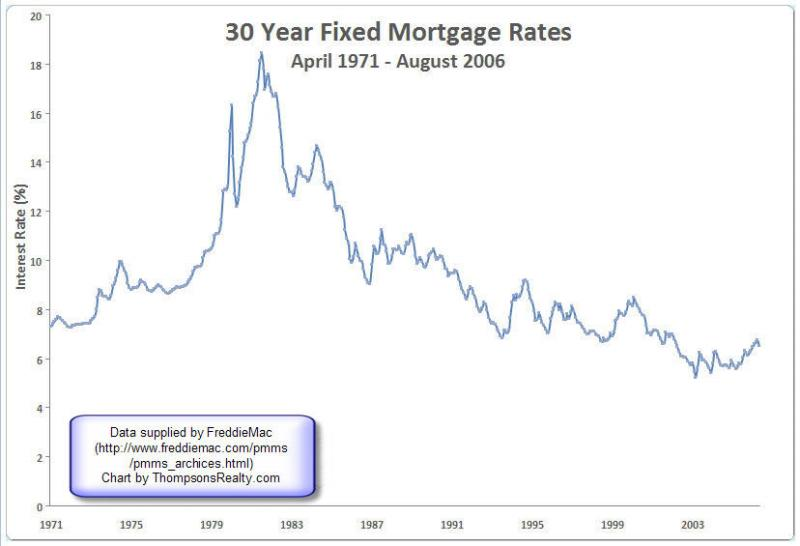 30 Year Fixed Mortgage Rates
April 1971 - August 2006
Interest Rate (%)
20
18
16
14
12
10
8
6
4
2
0
Data supplied by FreddieMac
(http://www.freddiemac.com/pmms
/pmms_archices.html)
Chart by ThompsonsRealty.com
1971 1975 1979 1983 1987 1991 1995 1999 2003